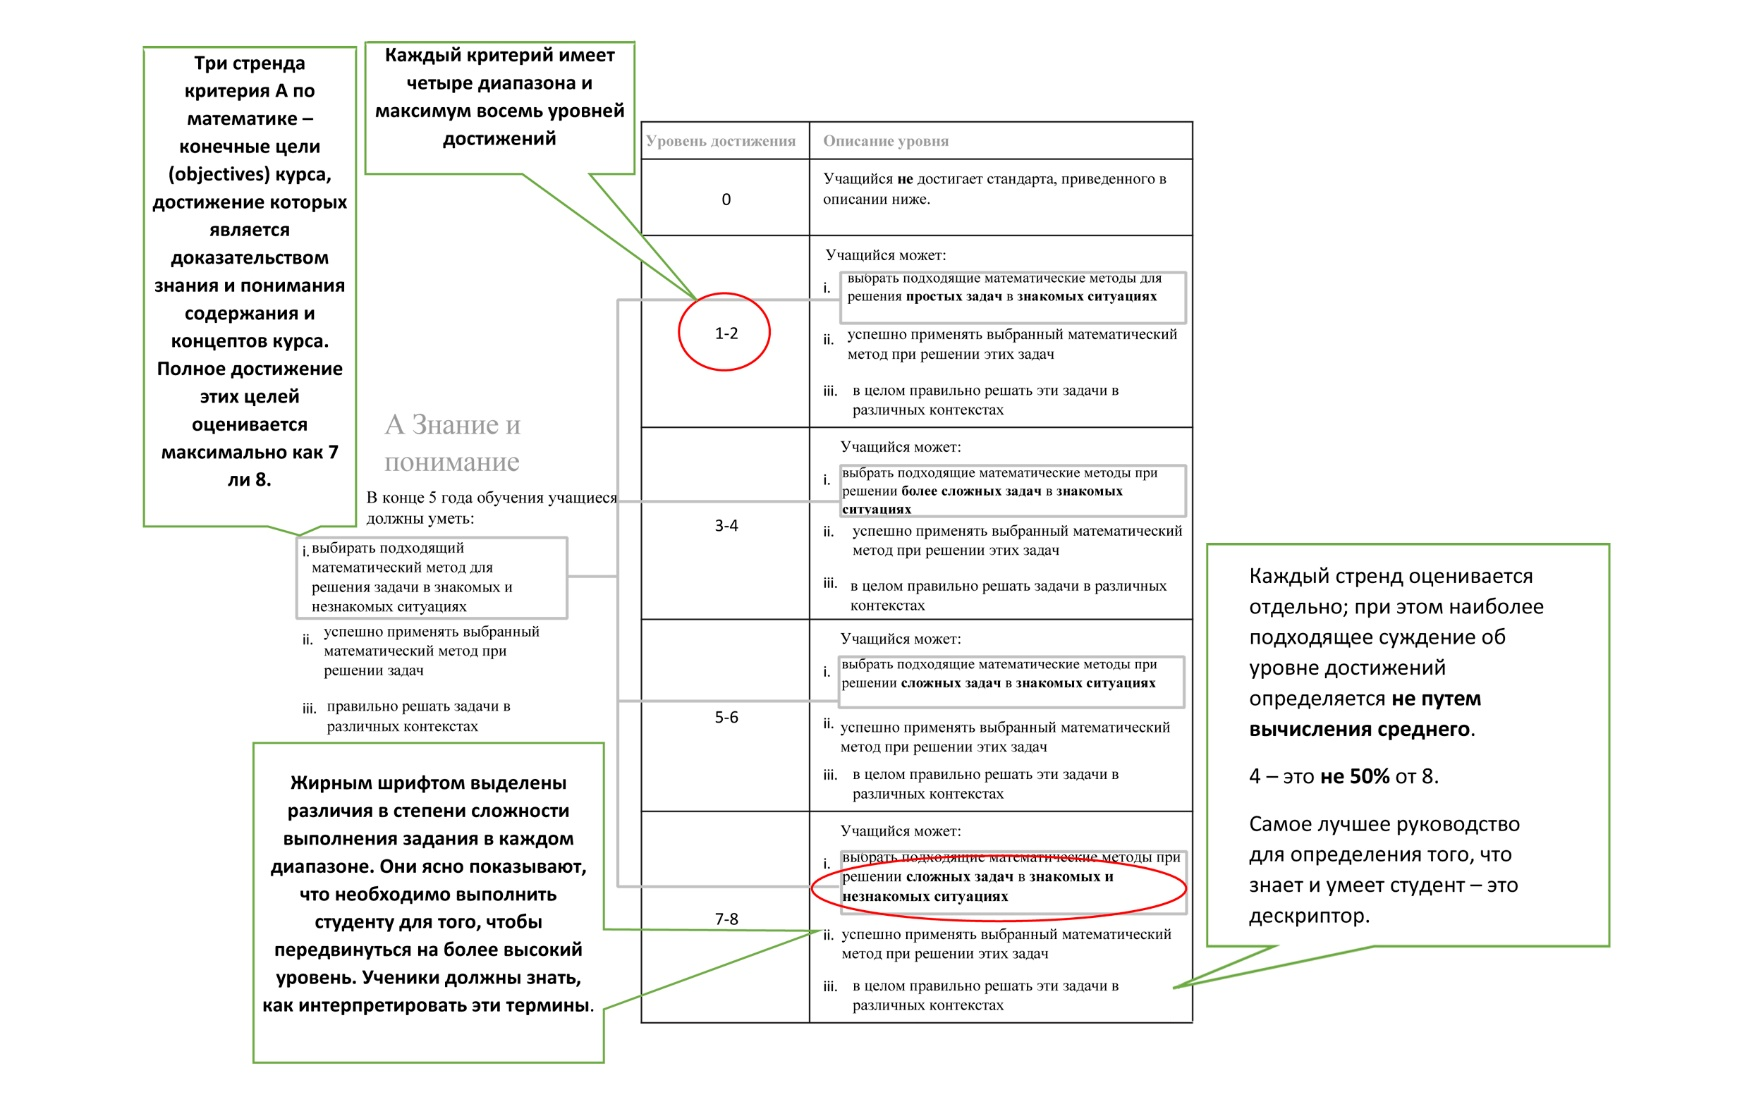 Три стренда
критерия А по
математике –
конечные цели
(objectives) курса,
достижение которых
является
доказательством
знания и понимания
содержания и
концептов курса.
Полное достижение
этих целей
оценивается
максимально как 7
ли 8.
Каждый критерий имеет
четыре диапазона и
максимум восемь уровней
достижений
А Знание и
понимание
В конце 5 года обучения учащиеся
должны уметь:
i. выбирать подходящий
математический метод для
решения задачи в знакомых и
незнакомых ситуациях
ii. успешно применять выбранный
математический метод при
решении задач
iii. правильно решать задачи в
различных контекстах
Жирным шрифтом выделены
различия в степени сложности
выполнения задания в каждом
диапазоне. Они ясно показывают,
что необходимо выполнить
студенту для того, чтобы
передвинуться на более высокий
уровень. Ученики должны знать,
как интерпретировать эти термины.
Уровень достижения Описание уровня
0
Учащийся не достигает стандарта, приведенного в
описании ниже.
1-2
Учащийся может:
i. выбрать подходящие математические методы для
решения простых задач в знакомых ситуациях
ii. успешно применять выбранный математический
метод при решении этих задач
iii. в целом правильно решать эти задачи в
различных контекстах
3-4
Учащийся может:
i. выбрать подходящие математические методы при
решении более сложных задач в знакомых
ситуациях
ii. успешно применять выбранный математический
метод при решении этих задач
iii. в целом правильно решать задачи в различных
контекстах
5-6
Учащийся может:
i. выбрать подходящие математические методы при
решении сложных задач в знакомых ситуациях
ii. успешно применять выбранный математический
метод при решении этих задач
iii. в целом правильно решать эти задачи в
различных контекстах
7-8
Учащийся может:
i. выбрать подходящие математические методы при
решении сложных задач в знакомых и
незнакомых ситуациях
ii. успешно применять выбранный математический
метод при решении этих задач
iii. в целом правильно решать эти задачи в
различных контекстах
Каждый стренд оценивается
отдельно; при этом наиболее
подходящее суждение об
уровне достижений
определяется не путем
вычисления среднего.
4 – это не 50% от 8.
Самое лучшее руководство
для определения того, что
знает и умеет студент – это
дескриптор.